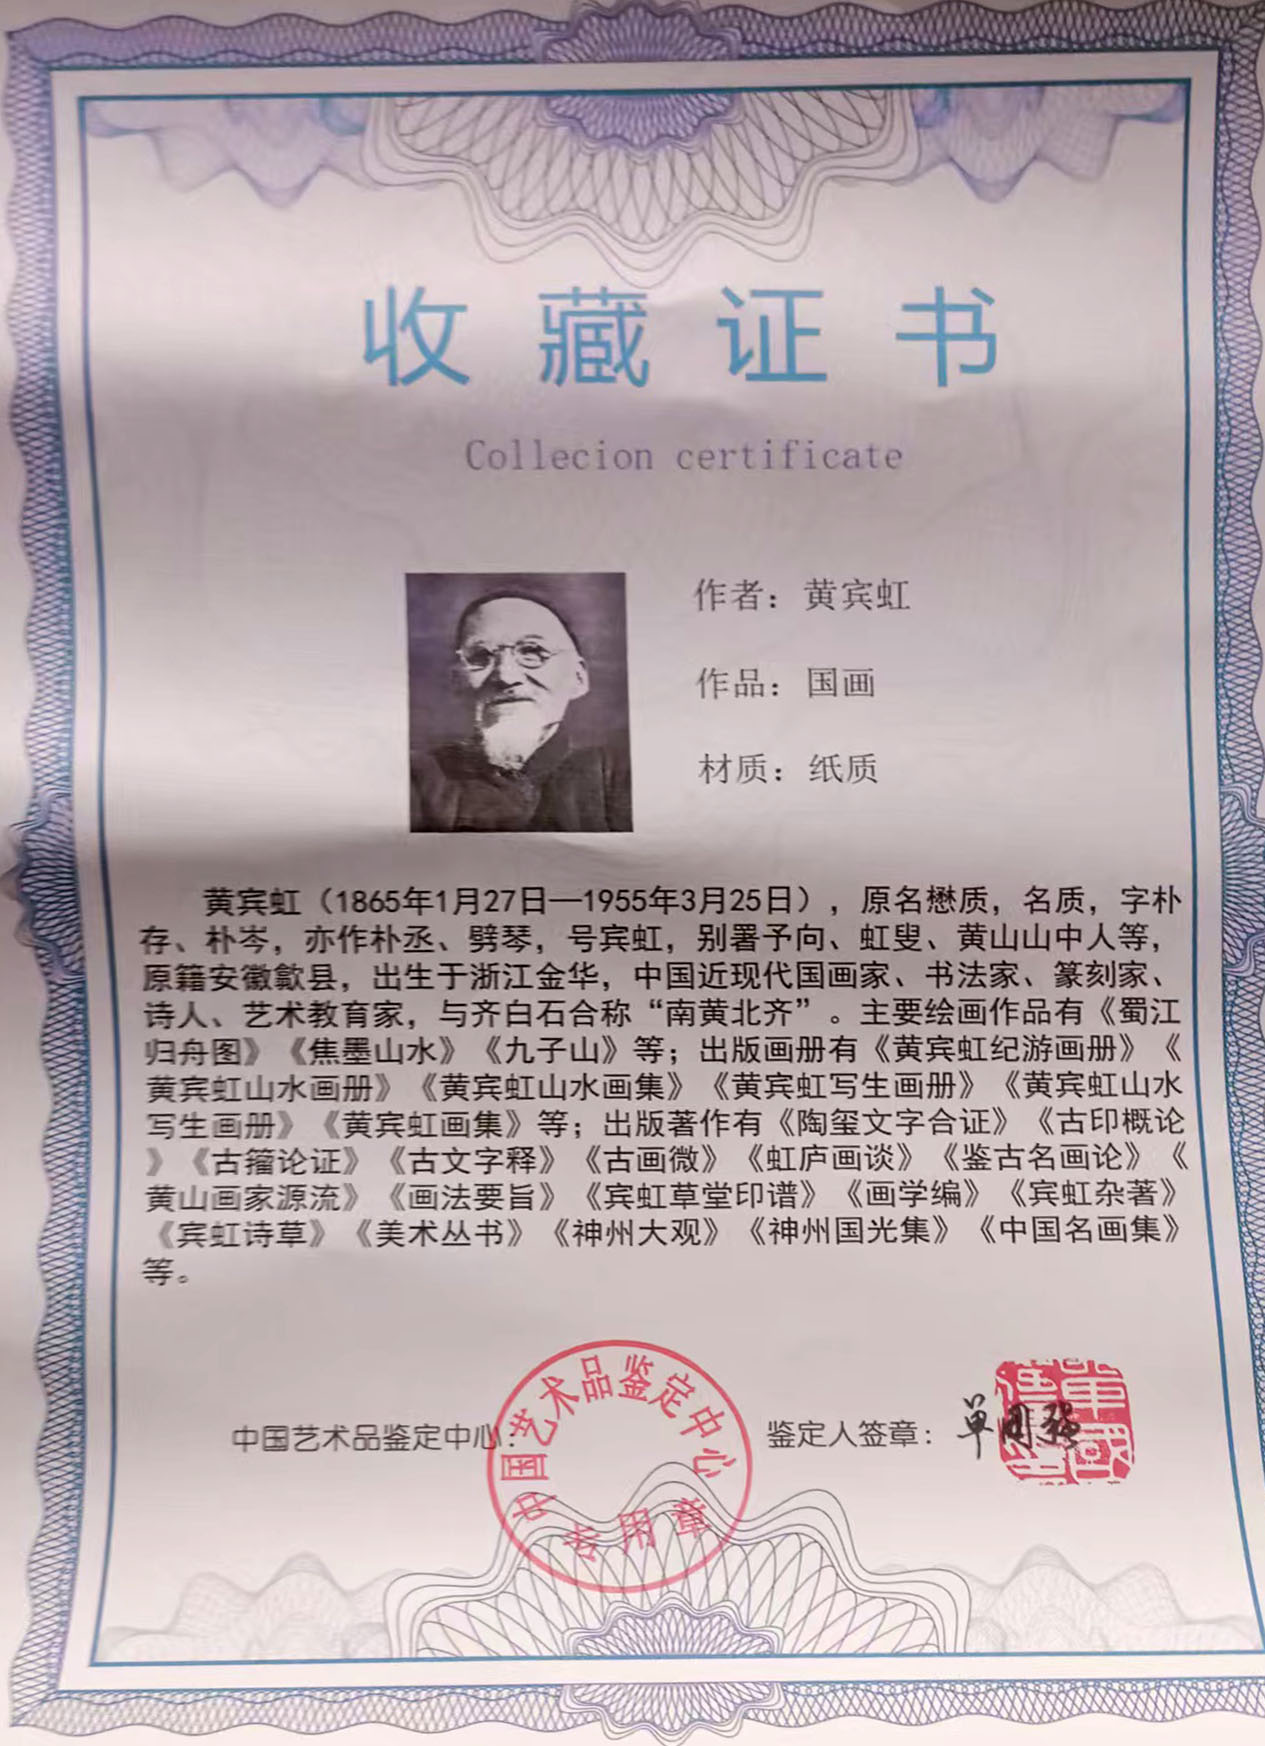 收藏证书
Collecion certificate
作者：黄宾虹
作品：国画
材质：纸质
黄宾虹（1865年1月27日—1955年3月25日），原名懋质，名质，字朴
存、朴岑，亦作朴丞、劈琴，号宾虹，别署予向、虹叟、黄山山中人等，
原籍安徽歙县，出生于浙江金华，中国近现代国画家、书法家、篆刻家、
诗人、艺术教育家，与齐白石合称“南黄北齐”。主要绘画作品有《蜀江
归舟图》《焦墨山水》《九子山》等；出版画册有《黄宾虹纪游画册》《
黄宾虹山水画册》《黄宾虹山水画集》《黄宾虹写生画册》《黄宾虹山水
写生画册》《黄宾虹画集》等；出版著作有《陶玺文字合证》《古印概论
》《古籀论证》《古文字释》《古画微》《虹庐画谈》《鉴古名画论》《
黄山画家源流》《画法要旨》《宾虹草堂印谱》《画学编》《宾虹杂著》
《宾虹诗草》《美术丛书》《神州大观》《神州国光集》《中国名画集》
等。
中国艺术品鉴定中心：
中国艺术品鉴定中心
专用章
鉴定人签章：单国强